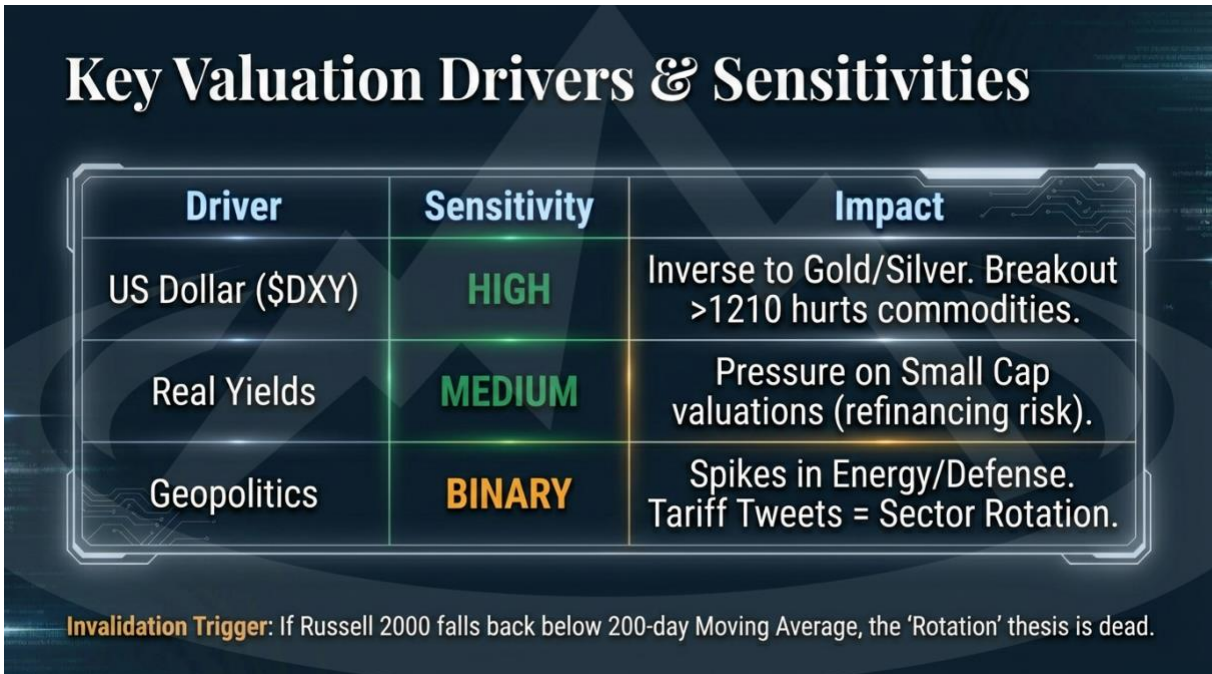 Key Valuation Drivers & Sensitivities
Driver
Sensitivity
Impact
US Dollar ($DXY)
HIGH
Inverse to Gold/Silver. Breakout
>1210 hurts commodities.
Real Yields
MEDIUM
Pressure on Small Cap
valuations (refinancing risk).
Geopolitics
BINARY
Spikes in Energy/Defense.
Tariff Tweets = Sector Rotation.
Invalidation Trigger: If Russell 2000 falls back below 200-day Moving Average, the ‘Rotation’ thesis is dead.